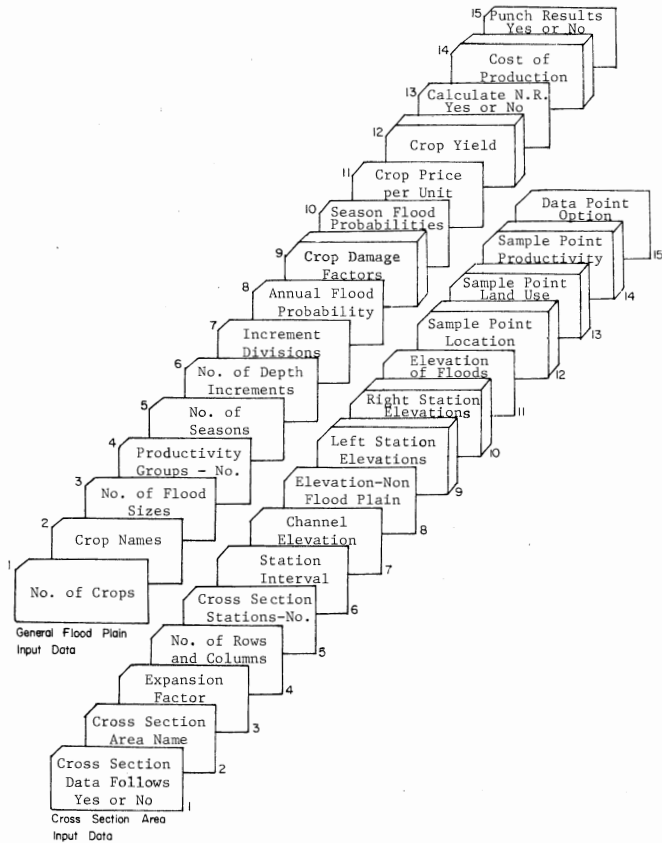 15
Punch Results
Yes or No
14
Cost of
Production
13
Calculate N.R.
Yes or No
12
Crop Yield
11
Crop Price
per Unit
10
Season Flood
Probabilities
9
Crop Damage
Factors
8
Annual Flood
Probability
7
Increment
Divisions
6
No. of Depth
Increments
5
No. of
Seasons
4
Productivity
Groups - No.
3
No. of Flood
Sizes
2
Crop Names
1
No. of Crops
General Flood Plain
Input Data
Data Point
Option
15
Sample Point
Productivity
14
Sample Point
Land Use
13
Sample Point
Location
12
Elevation
of Floods
11
Right Station
Elevations
10
Left Station
Elevations
9
Elevation-Non
Flood Plain
8
Channel
Elevation
7
Station
Interval
6
Cross Section
Stations-No.
5
No. of Rows
and Columns
4
Expansion
Factor
3
Cross Section
Area Name
2
Cross Section
Data Follows
Yes or No
1
Cross Section Area
Input Data